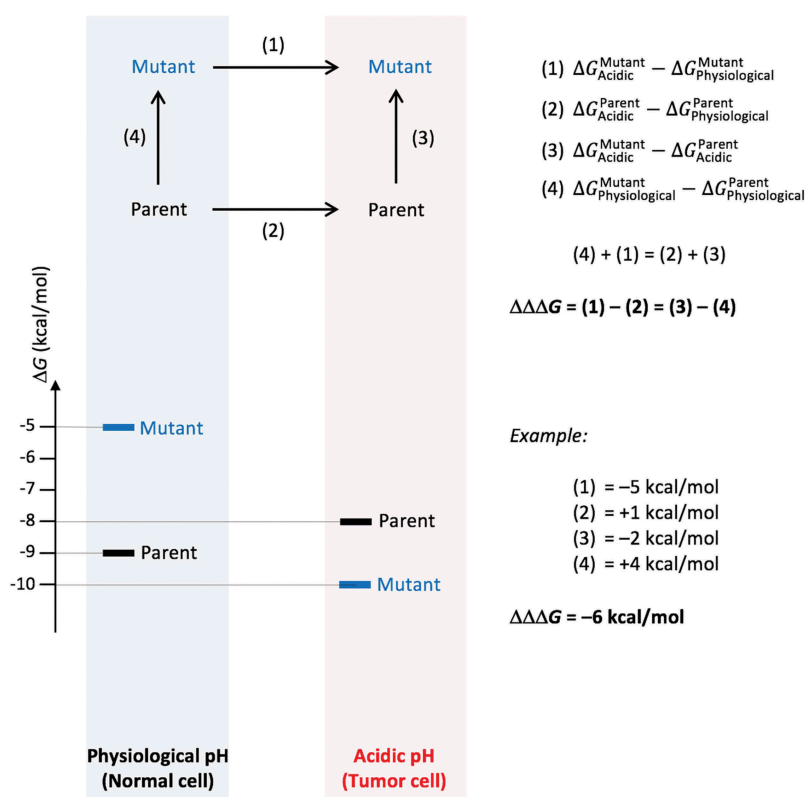 (1)
Mutant
Mutant
(4)
(3)
Parent
Parent
(2)
(1) ΔG^Mutant_Acidic − ΔG^Mutant_Physiological
(2) ΔG^Parent_Acidic − ΔG^Parent_Physiological
(3) ΔG^Mutant_Acidic − ΔG^Parent_Acidic
(4) ΔG^Mutant_Physiological − ΔG^Parent_Physiological
(4) + (1) = (2) + (3)
ΔΔΔG = (1) – (2) = (3) – (4)
ΔG (kcal/mol)
-5
-6
-7
-8
-9
-10
Mutant
Parent
Parent
Mutant
Example:
(1) = –5 kcal/mol
(2) = +1 kcal/mol
(3) = –2 kcal/mol
(4) = +4 kcal/mol
ΔΔΔG = –6 kcal/mol
Physiological pH
(Normal cell)
Acidic pH
(Tumor cell)